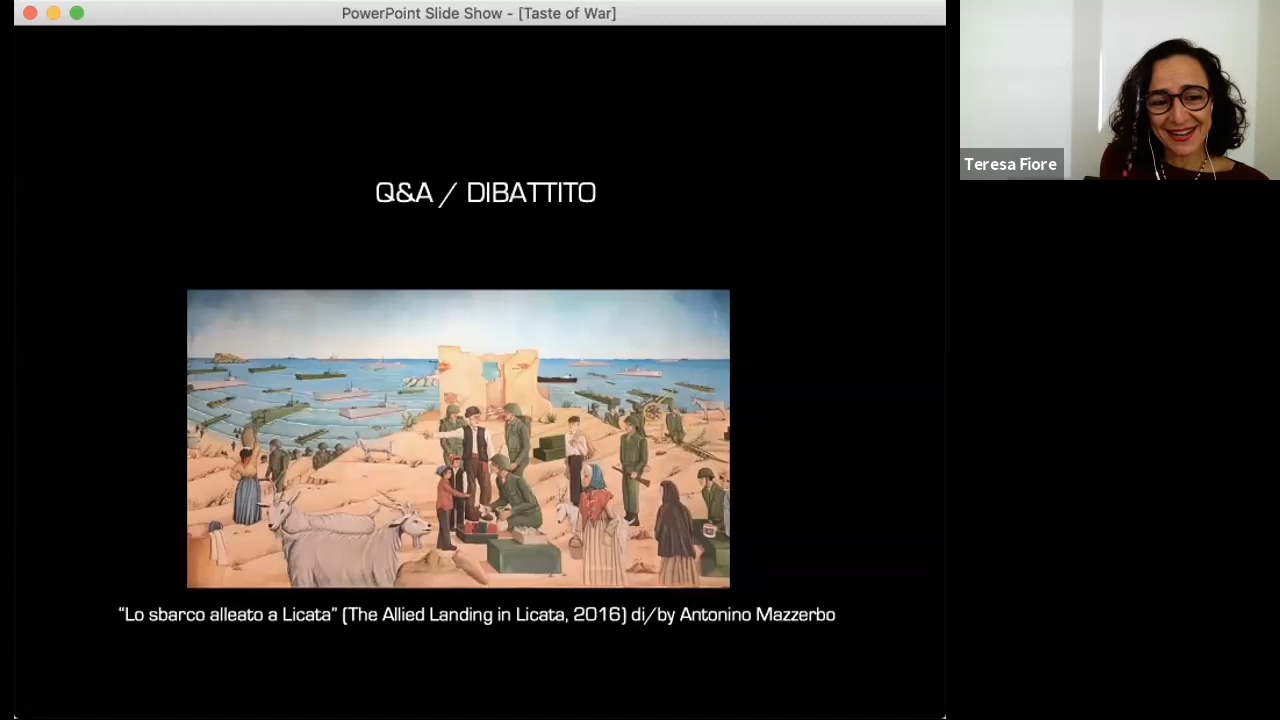 PowerPoint Slide Show - [Taste of War]
Teresa Fiore
Q&A / DIBATTITO
“Lo sbarco alleato a Licata” (The Allied Landing in Licata, 2016) di/by Antonino Mazzerbo